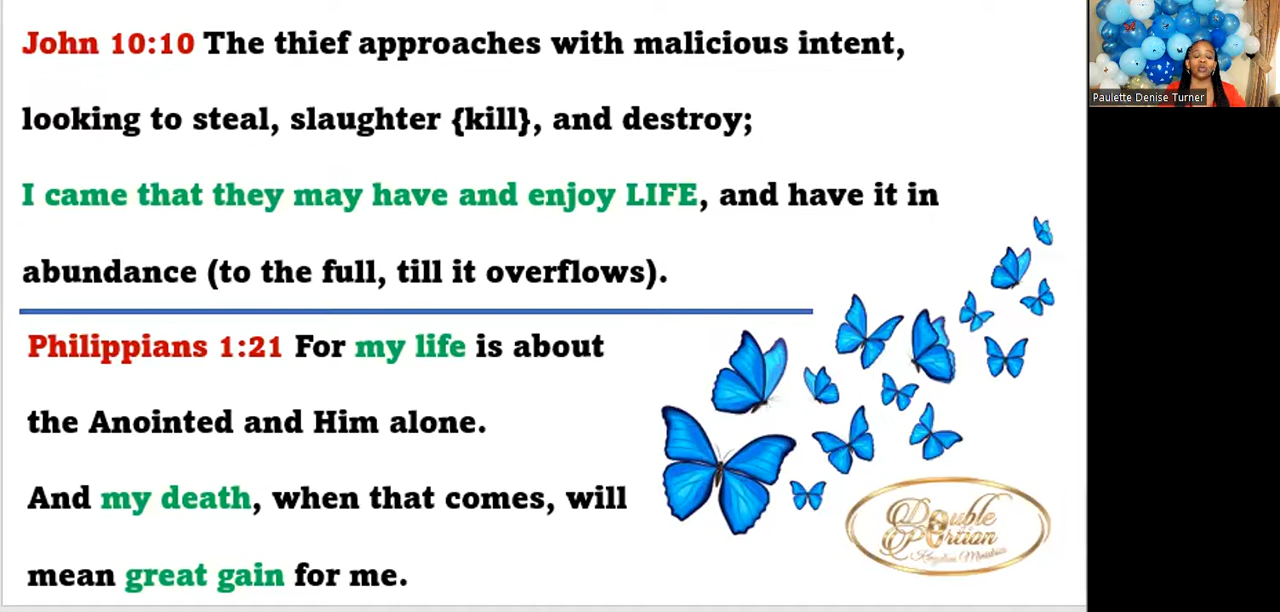 John 10:10 The thief approaches with malicious intent,
looking to steal, slaughter {kill}, and destroy;
I came that they may have and enjoy LIFE, and have it in
abundance (to the full, till it overflows).
Philippians 1:21 For my life is about
the Anointed and Him alone.
And my death, when that comes, will
mean great gain for me.
Double
Portion
Kingdom Ministries
Paulette Denise Turner